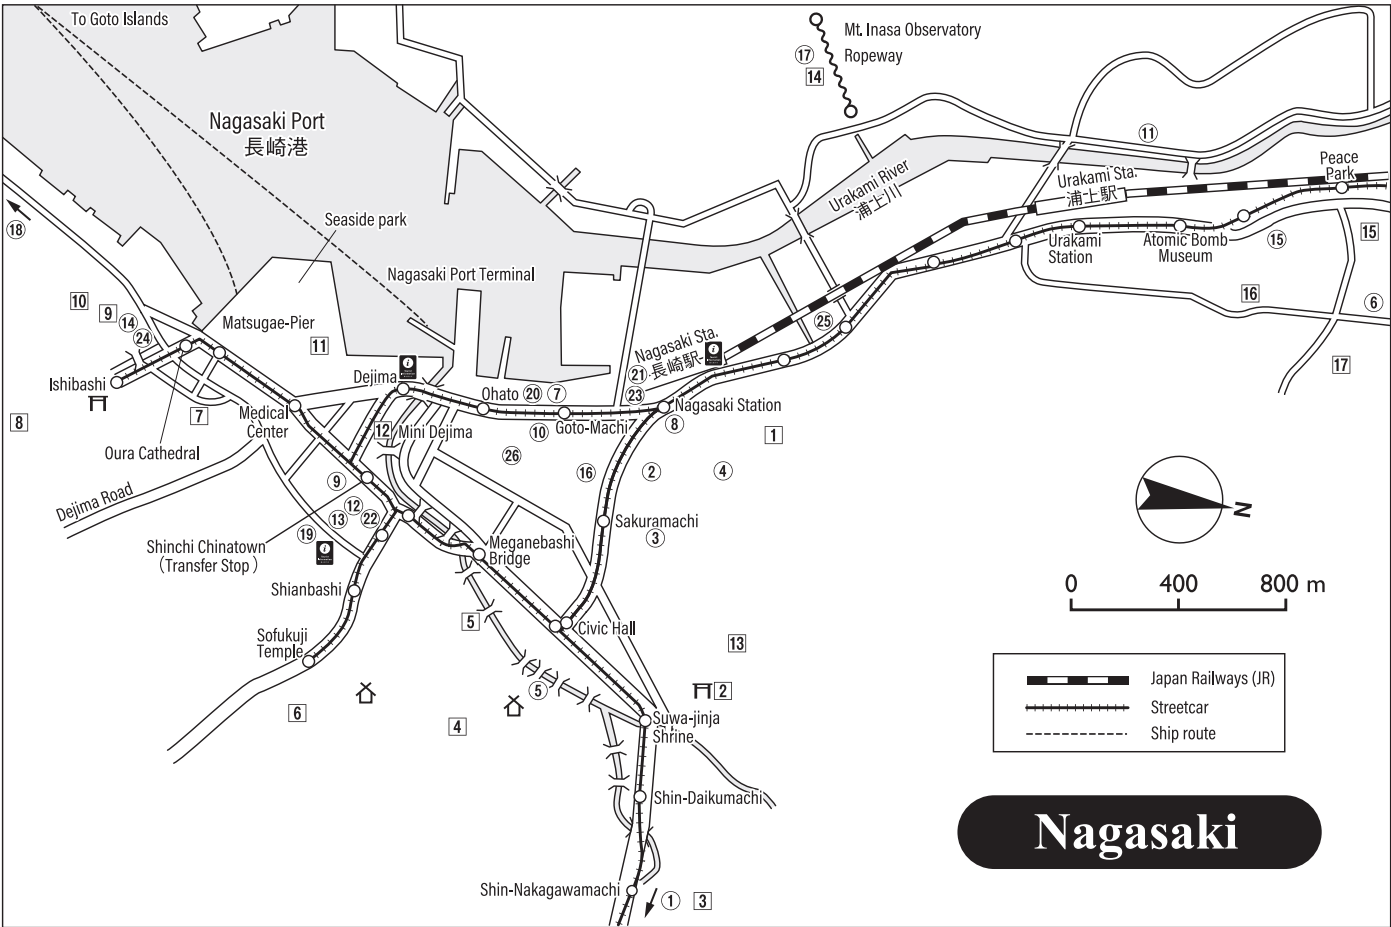 To Goto Islands
Nagasaki Port
長崎港
Seaside park
Nagasaki Port Terminal
Matsugae-Pier
Mt. Inasa Observatory
Ropeway
⑰
14
⑪
Urakami River
浦上川
Urakami Sta.
浦上駅
Peace
Park
Urakami
Station
Atomic Bomb
Museum
⑮
15
16
⑥
17
⑱
10
9
⑭
㉔
11
Ishibashi
8
7
Oura Cathedral
Medical
Center
Dejima Road
Dejima
i
Ohato
⑳
⑦
Nagasaki Sta.
長崎駅
i
㉑
㉓
㉕
Nagasaki Station
⑧
1
Goto-Machi
⑩
12
Mini Dejima
㉖
⑯
②
④
⑨
⑫
⑬
㉒
⑲
i
Shinchi Chinatown
(Transfer Stop)
Sakuramachi
③
Meganebashi
Bridge
Shianbashi
Sofukuji
Temple
5
Civic Hall
13
⑤
2
6
4
Suwa-jinja
Shrine
Shin-Daikumachi
Shin-Nakagawamachi
①
3
N
0
400
800 m
Japan Railways (JR)
Streetcar
Ship route
Nagasaki